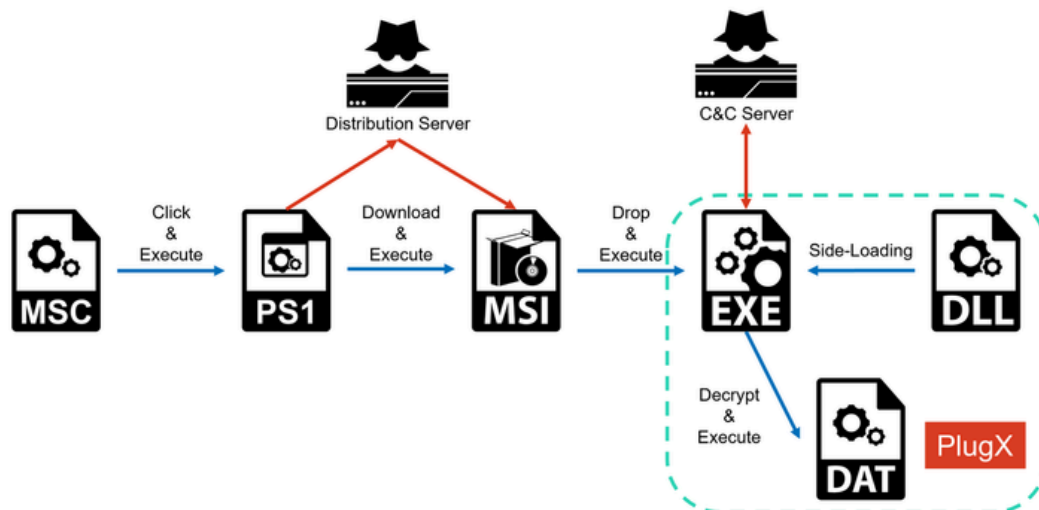 Distribution Server
C&C Server
Click
&
Execute
Download
&
Execute
Drop
&
Execute
Side-Loading
MSC
PS1
MSI
EXE
DLL
Decrypt
&
Execute
DAT
PlugX